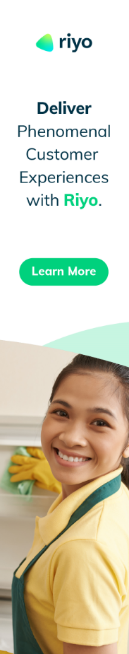 riyo
Deliver
Phenomenal
Customer
Experiences
with Riyo.
Learn More